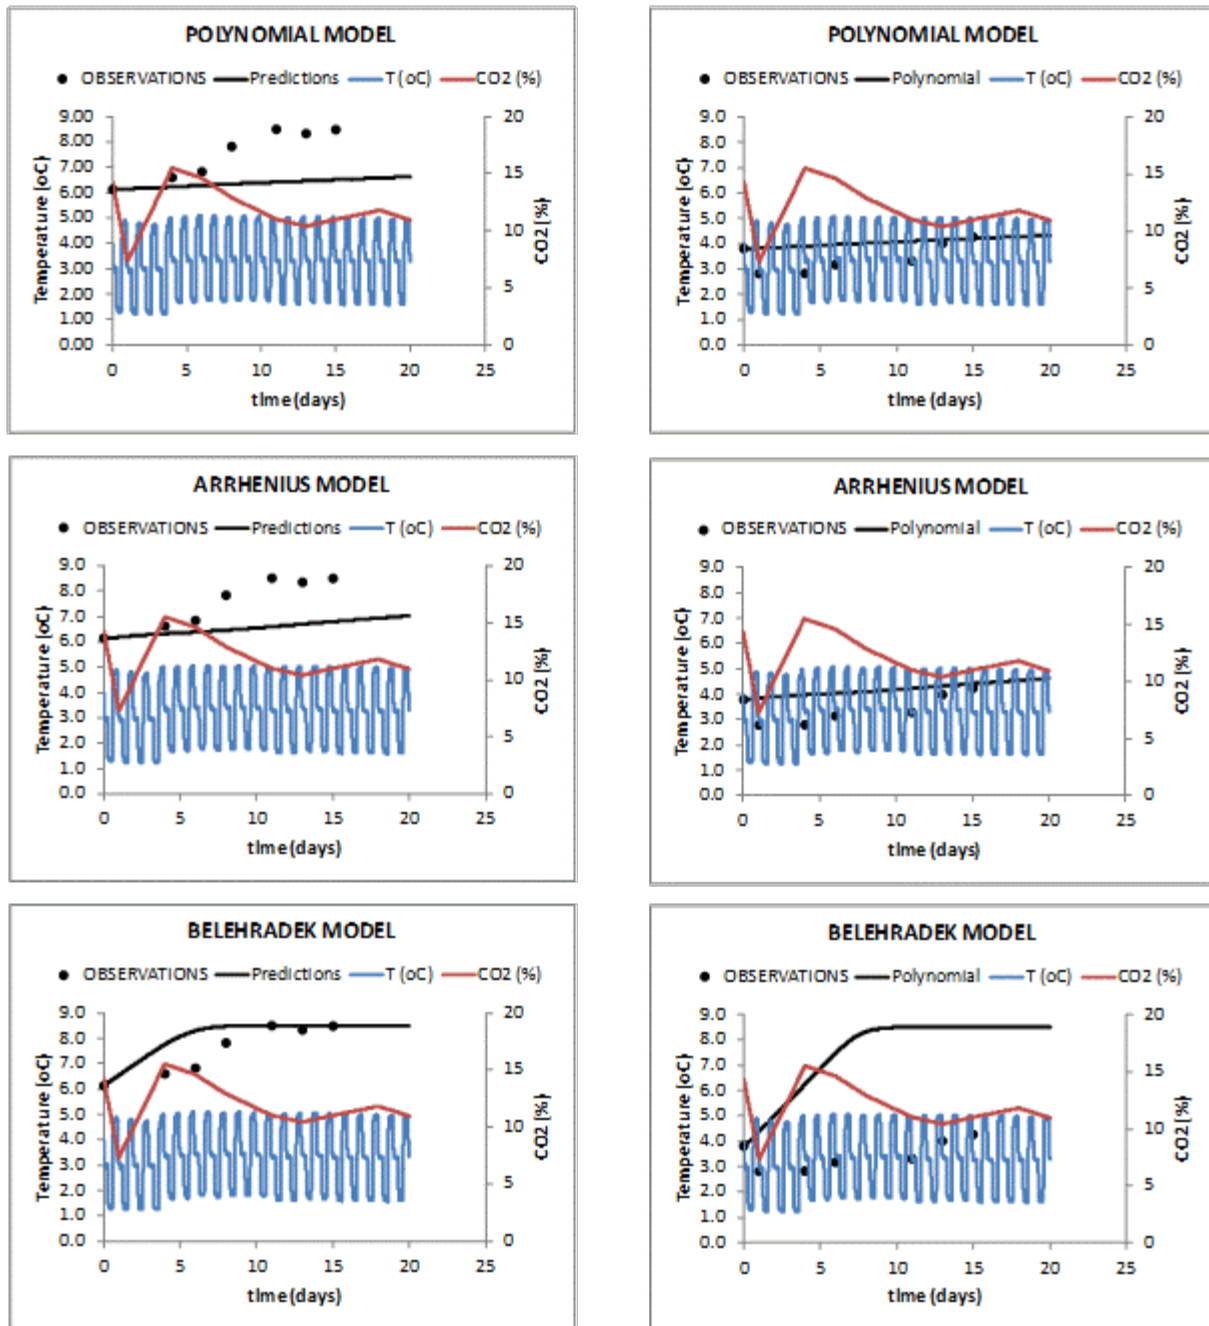 POLYNOMIAL MODEL
OBSERVATIONS Predictions T (oC) CO2 (%)
9.00
8.00
7.00
6.00
5.00
4.00
3.00
2.00
1.00
0.00
Temperature (oC)
20
15
10
5
0
CO2 (%)
0 5 10 15 20 25
tIme (days)
POLYNOMIAL MODEL
OBSERVATIONS Polynomial T (oC) CO2 (%)
9.0
8.0
7.0
6.0
5.0
4.0
3.0
2.0
1.0
0.0
Temperature (oC)
20
15
10
5
0
CO2 (%)
0 5 10 15 20 25
tIme (days)
ARRHENIUS MODEL
OBSERVATIONS Predictions T (oC) CO2 (%)
9.0
8.0
7.0
6.0
5.0
4.0
3.0
2.0
1.0
0.0
Temperature (oC)
20
15
10
5
0
CO2 (%)
0 5 10 15 20 25
tIme (days)
ARRHENIUS MODEL
OBSERVATIONS Polynomial T (oC) CO2 (%)
9.0
8.0
7.0
6.0
5.0
4.0
3.0
2.0
1.0
0.0
Temperature (oC)
20
15
10
5
0
CO2 (%)
0 5 10 15 20 25
tIme (days)
BELEHRADEK MODEL
OBSERVATIONS Predictions T (oC) CO2 (%)
9.0
8.0
7.0
6.0
5.0
4.0
3.0
2.0
1.0
0.0
Temperature (oC)
20
15
10
5
0
CO2 (%)
0 5 10 15 20 25
tIme (days)
BELEHRADEK MODEL
OBSERVATIONS Polynomial T (oC) CO2 (%)
9.0
8.0
7.0
6.0
5.0
4.0
3.0
2.0
1.0
0.0
Temperature (oC)
20
15
10
5
0
CO2 (%)
0 5 10 15 20 25
tIme (days)